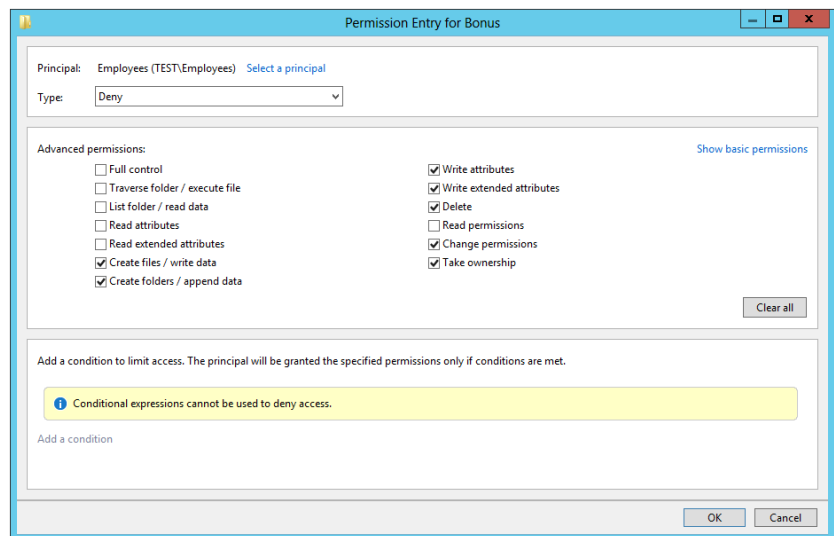 Permission Entry for Bonus
Principal: Employees (TEST\Employees) Select a principal
Type: Deny
Advanced permissions: Show basic permissions
Full control
Traverse folder / execute file
List folder / read data
Read attributes
Read extended attributes
Create files / write data
Create folders / append data
Write attributes
Write extended attributes
Delete
Read permissions
Change permissions
Take ownership
Clear all
Add a condition to limit access. The principal will be granted the specified permissions only if conditions are met.
Conditional expressions cannot be used to deny access.
Add a condition
OK Cancel